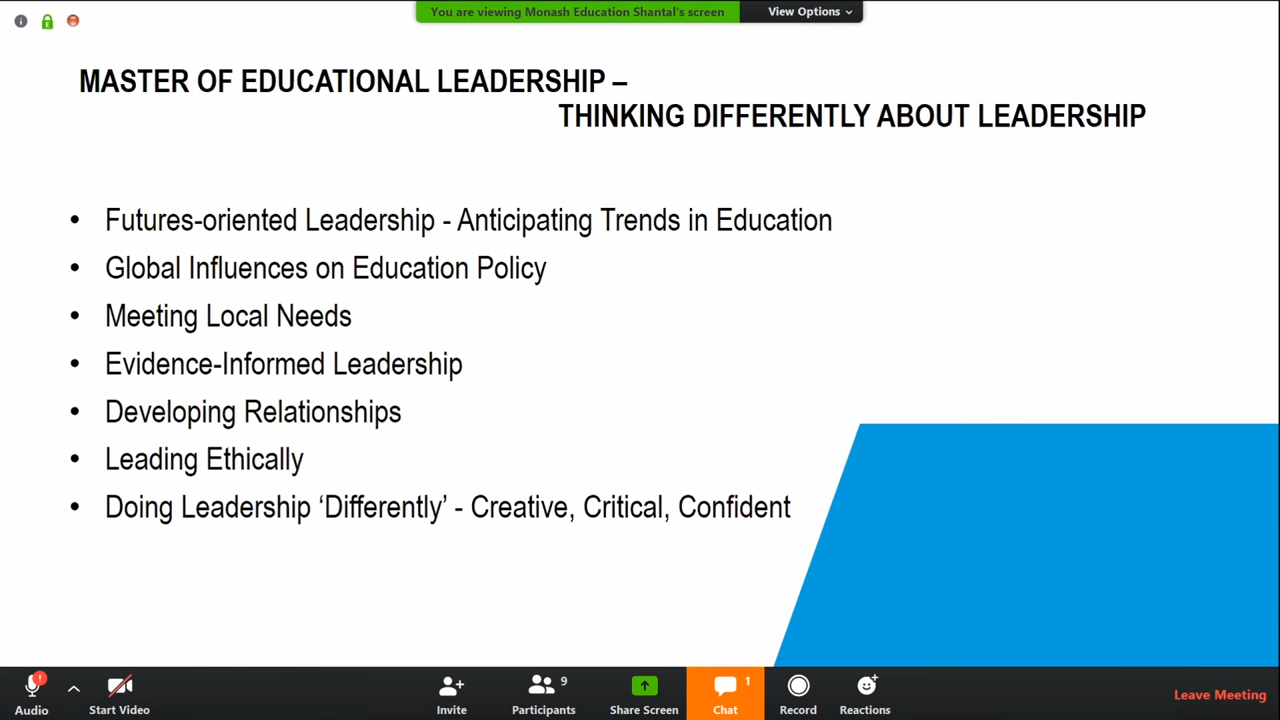 You are viewing Monash Education Shantal's screen
View Options
MASTER OF EDUCATIONAL LEADERSHIP –
THINKING DIFFERENTLY ABOUT LEADERSHIP
• Futures-oriented Leadership - Anticipating Trends in Education
• Global Influences on Education Policy
• Meeting Local Needs
• Evidence-Informed Leadership
• Developing Relationships
• Leading Ethically
• Doing Leadership ‘Differently’ - Creative, Critical, Confident
Audio
Start Video
Invite
9
Participants
Share Screen
1
Chat
Record
Reactions
Leave Meeting